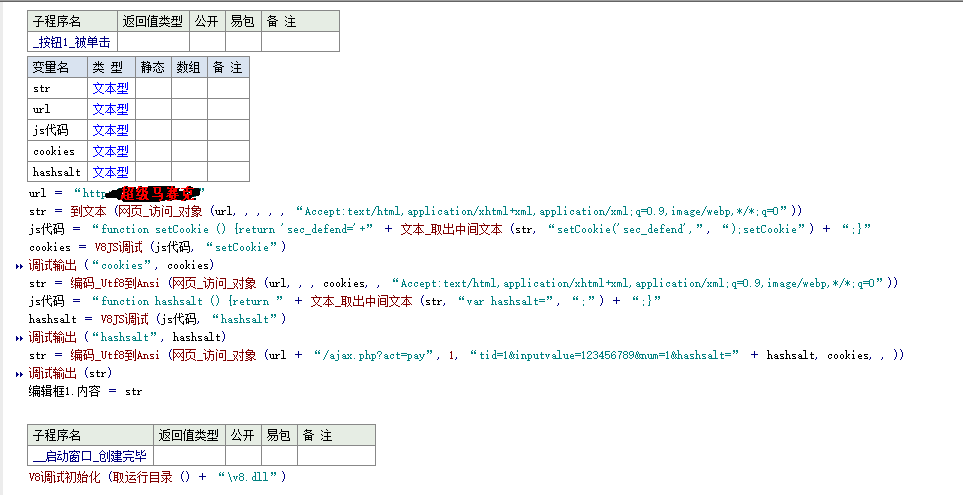 子程序名 返回值类型 公开 易包 备 注
_按钮1_被单击
变量名 类 型 静态 数组 备 注
str 文本型
url 文本型
js代码 文本型
cookies 文本型
hashsalt 文本型
url = “http 超级马赛克”
str = 到文本 (网页_访问_对象 (url, , , , , “Accept:text/html,application/xhtml+xml,application/xml;q=0.9,image/webp,*/*;q=0”))
js代码 = “function setCookie () {return 'sec_defend='+” + 文本_取出中间文本 (str, “setCookie('sec_defend',”, “);setCookie”) + “;}”
cookies = V8JS调试 (js代码, “setCookie”)
调试输出 (“cookies”, cookies)
str = 编码_Utf8到Ansi (网页_访问_对象 (url, , , cookies, , “Accept:text/html,application/xhtml+xml,application/xml;q=0.9,image/webp,*/*;q=0”))
js代码 = “function hashsalt () {return ” + 文本_取出中间文本 (str, “var hashsalt=”, “;”) + “;}”
hashsalt = V8JS调试 (js代码, “hashsalt”)
调试输出 (“hashsalt”, hashsalt)
str = 编码_Utf8到Ansi (网页_访问_对象 (url + “/ajax.php?act=pay”, 1, “tid=1&inputvalue=123456789&num=1&hashsalt=” + hashsalt, cookies, , ))
调试输出 (str)
编辑框1.内容 = str
子程序名 返回值类型 公开 易包 备 注
__启动窗口_创建完毕
V8调试初始化 (取运行目录 () + “\v8.dll”)